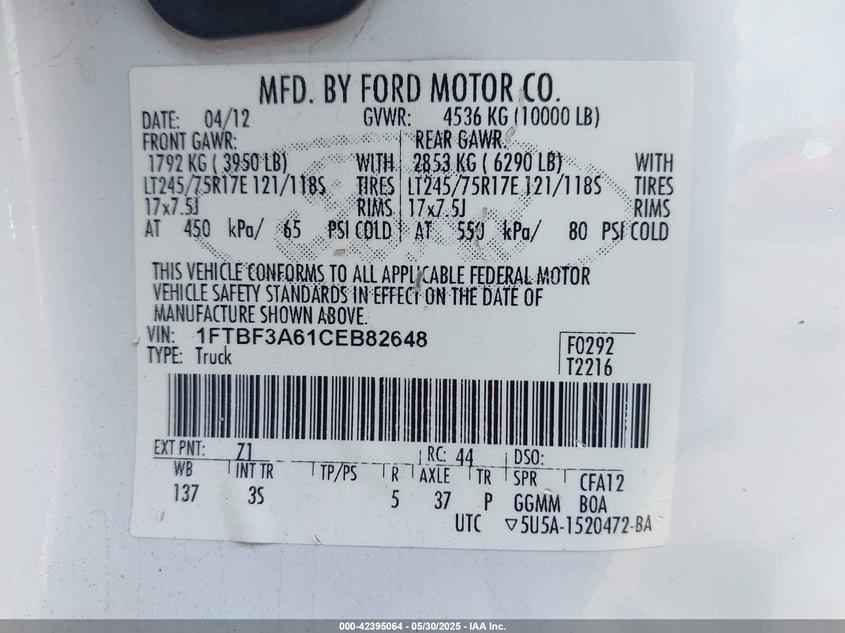 MFD. BY FORD MOTOR CO.
DATE: 04/12 GVWR: 4536 KG (10000 LB)
FRONT GAWR: REAR GAWR:
1792 KG ( 3950 LB) WITH 2853 KG ( 6290 LB) WITH
LT245/75R17E 121/118S TIRES LT245/75R17E 121/118S TIRES
17x7.5J RIMS 17x7.5J RIMS
AT 450 kPa/ 65 PSI COLD AT 550 kPa/ 80 PSI COLD
THIS VEHICLE CONFORMS TO ALL APPLICABLE FEDERAL MOTOR
VEHICLE SAFETY STANDARDS IN EFFECT ON THE DATE OF
MANUFACTURE SHOWN ABOVE.
VIN: 1FTBF3A61CEB82648
TYPE: Truck
F0292
T2216
EXT PNT: Z1 RC: 44 DSO:
WB INT TR TP/PS R AXLE TR SPR CFA12
137 3S 5 37 P GGMM BOA
UTC ▽5U5A-1520472-BA
000-42395064 - 05/30/2025 - IAA Inc.